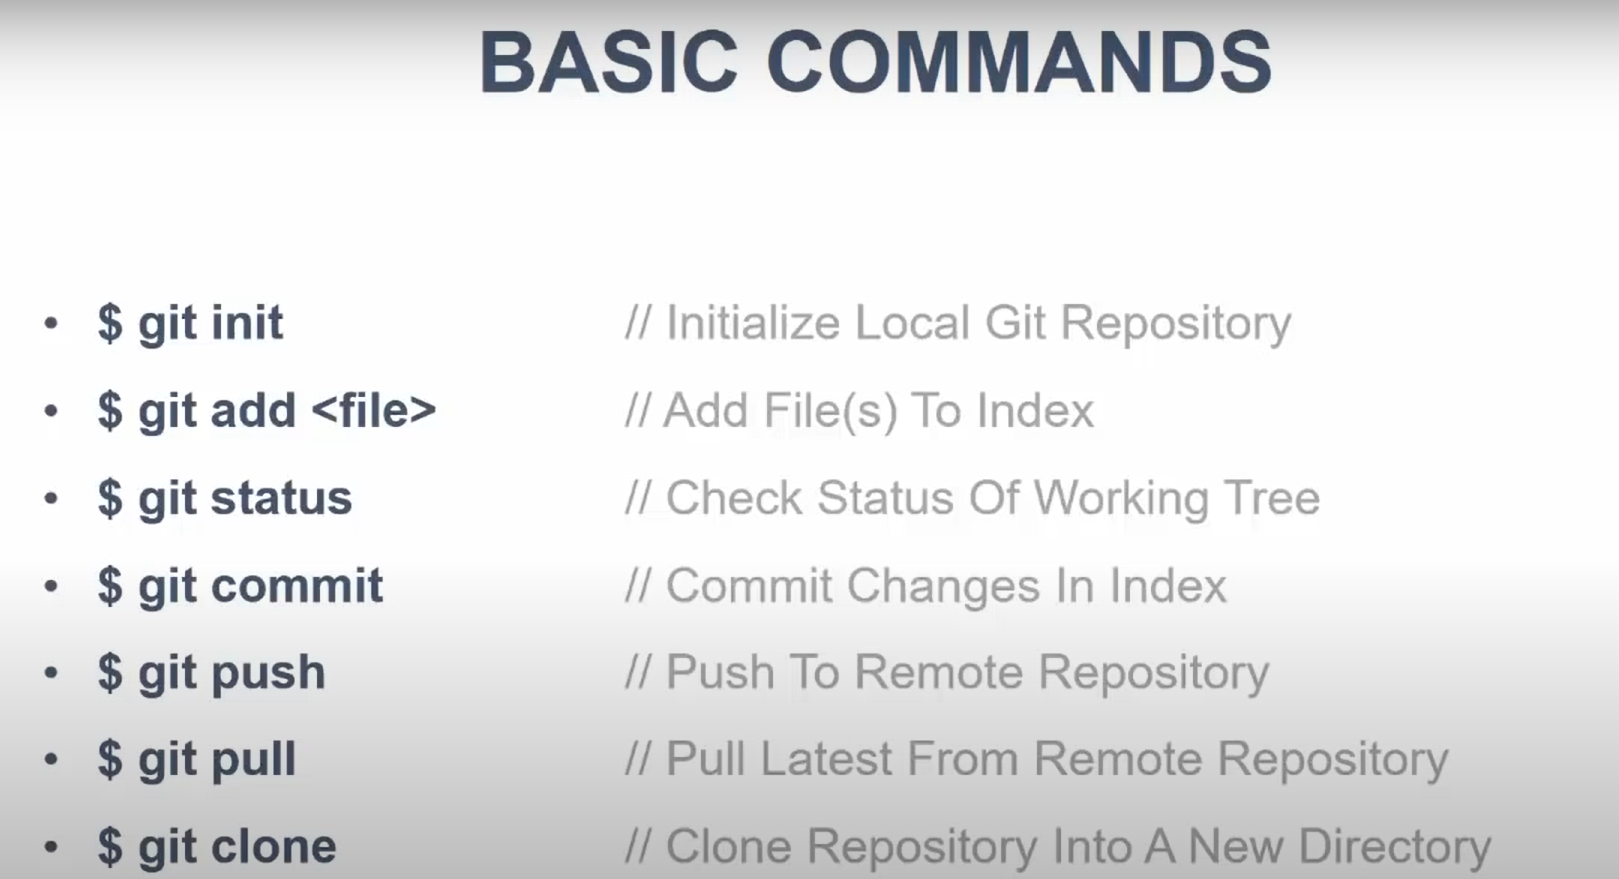 BASIC COMMANDS
• $ git init // Initialize Local Git Repository
• $ git add <file> // Add File(s) To Index
• $ git status // Check Status Of Working Tree
• $ git commit // Commit Changes In Index
• $ git push // Push To Remote Repository
• $ git pull // Pull Latest From Remote Repository
• $ git clone // Clone Repository Into A New Directory